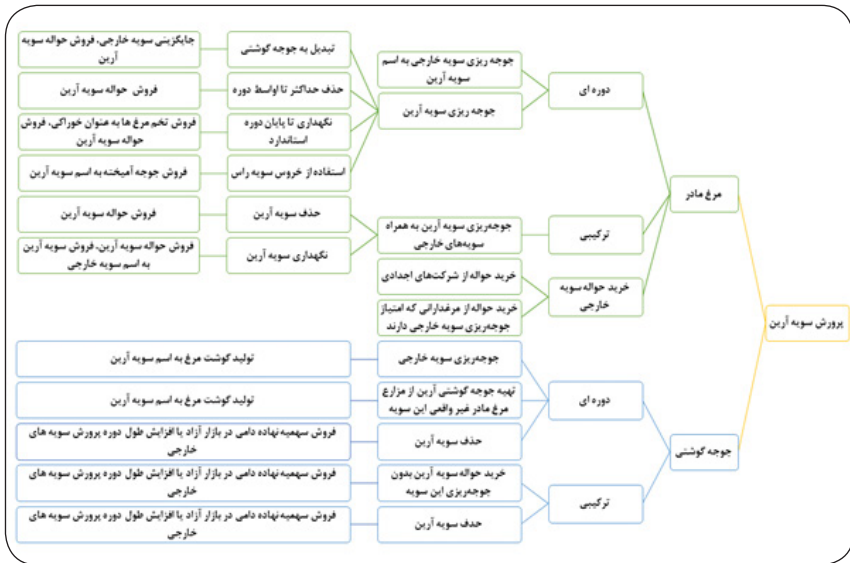 پرورش سویه آرین
مرغ مادر
دوره ای
جوجه ریزی سویه خارجی به اسم
سویه آرین
جوجه ریزی سویه آرین
تبدیل به جوجه گوشتی
جایگزینی سویه خارجی، فروش حواله سویه
آرین
حذف حداکثر تا اواسط دوره
فروش حواله سویه آرین
نگهداری تا پایان دوره
استاندارد
فروش تخم مرغ ها به عنوان خوراکی، فروش
حواله سویه آرین
استفاده از خروس سویه راس
فروش جوجه آمیخته به اسم سویه آرین
ترکیبی
جوجه‌ریزی سویه آرین به همراه
سویه‌های خارجی
حذف سویه آرین
فروش حواله سویه آرین
نگهداری سویه آرین
فروش حواله سویه آرین، فروش سویه آرین
به اسم سویه خارجی
خرید حواله سویه
خارجی
خرید حواله از شرکت‌های اجدادی
خرید حواله از مرغدارانی که امتیاز
جوجه‌ریزی سویه خارجی دارند
جوجه گوشتی
دوره ای
جوجه‌ریزی سویه خارجی
تولید گوشت مرغ به اسم سویه آرین
تهیه جوجه گوشتی آرین از مزارع
مرغ مادر غیر واقعی این سویه
تولید گوشت مرغ به اسم سویه آرین
حذف سویه آرین
فروش سهمیه نهاده دامی در بازار آزاد یا افزایش طول دوره پرورش سویه های
خارجی
ترکیبی
خرید حواله سویه آرین بدون
جوجه‌ریزی این سویه
فروش سهمیه نهاده دامی در بازار آزاد یا افزایش طول دوره پرورش سویه های
خارجی
حذف سویه آرین
فروش سهمیه نهاده دامی در بازار آزاد یا افزایش طول دوره پرورش سویه های
خارجی